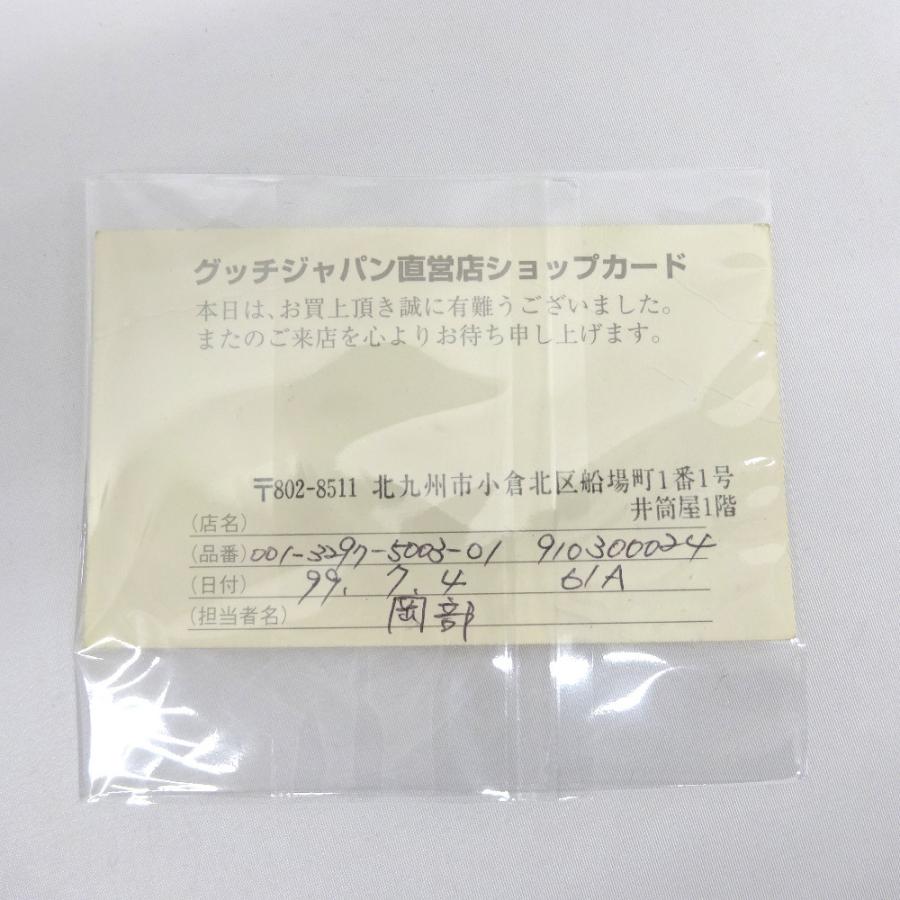 グッチジャパン直営店ショップカード
本日は、お買上頂き誠に有難うございました。
またのご来店を心よりお待ち申し上げます。
〒802-8511 北九州市小倉北区船場町1番1号
井筒屋1階
(店名)
(品番) 001-3297-5003-01 910300024
(日付) 99. 7. 4 61A
(担当者名) 岡部